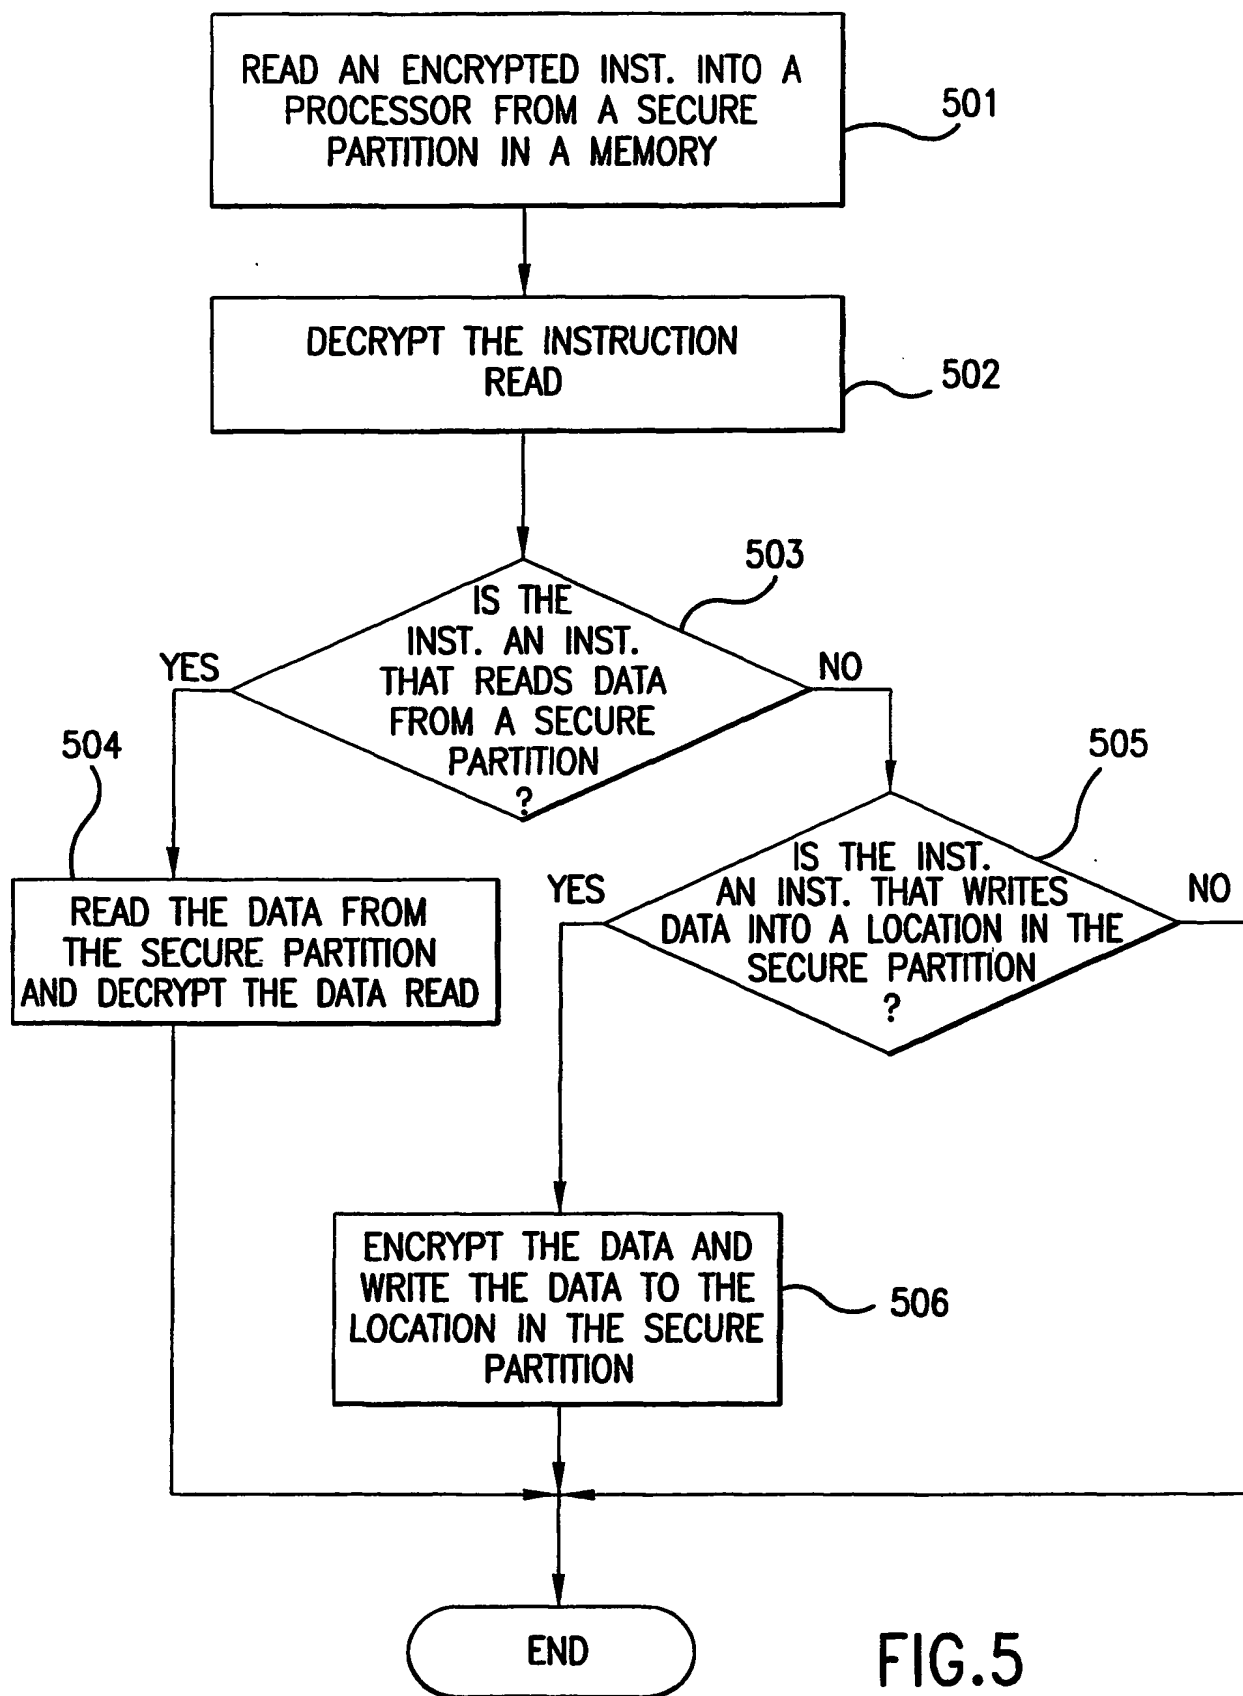 READ AN ENCRYPTED INST. INTO A
PROCESSOR FROM A SECURE
PARTITION IN A MEMORY
501
DECRYPT THE INSTRUCTION
READ
502
503
IS THE
INST. AN INST.
THAT READS DATA
FROM A SECURE
PARTITION
?
YES
NO
504
READ THE DATA FROM
THE SECURE PARTITION
AND DECRYPT THE DATA READ
505
IS THE INST.
AN INST. THAT WRITES
DATA INTO A LOCATION IN THE
SECURE PARTITION
?
YES
NO
ENCRYPT THE DATA AND
WRITE THE DATA TO THE
LOCATION IN THE SECURE
PARTITION
506
END
FIG.5